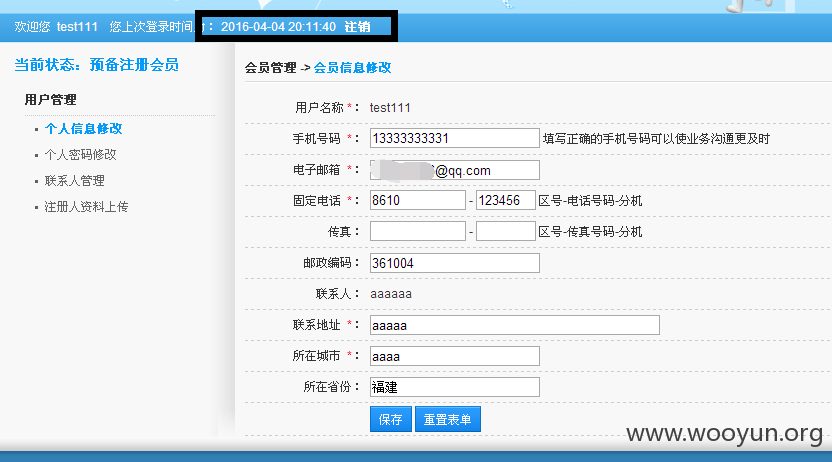 欢迎您 test111 您上次登录时间 : 2016-04-04 20:11:40 注销
当前状态：预备注册会员
用户管理
个人信息修改
个人密码修改
联系人管理
注册人资料上传
会员管理 -> 会员信息修改
用户名称 *： test111
手机号码 *： 13333333331 填写正确的手机号码可以使业务沟通更及时
电子邮箱 *： @qq.com
固定电话 *： 8610 - 123456 区号-电话号码-分机
传真： - 区号-传真号码-分机
邮政编码： 361004
联系人： aaaaaa
联系地址 *： aaaaa
所在城市 *： aaaa
所在省份： 福建
保存 重置表单
www.wooyun.org